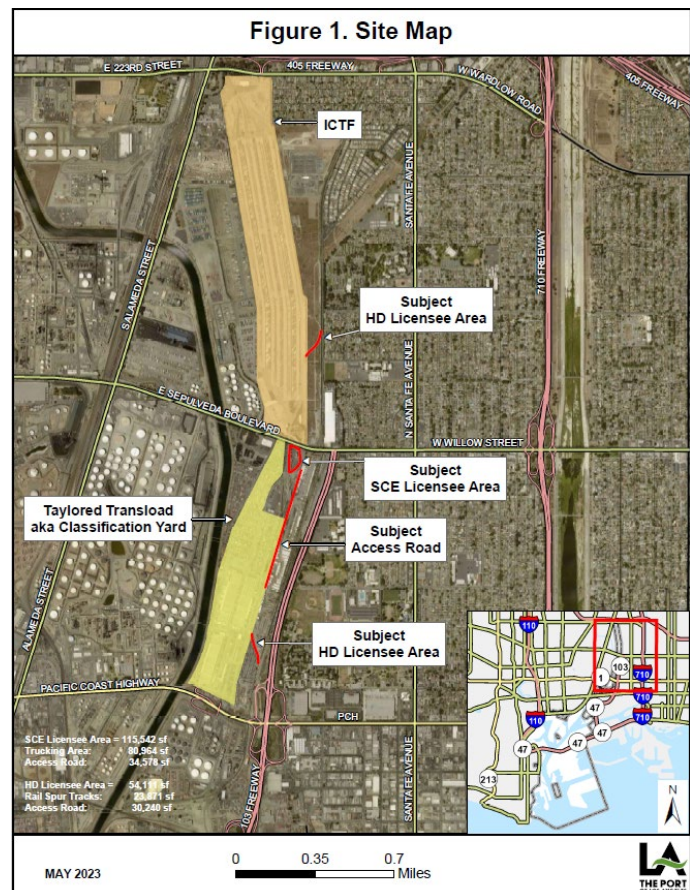 Figure 1. Site Map
E 223RD STREET
405 FREEWAY
W WARDLOW ROAD
405 FREEWAY
ICTF
SANTA FE AVENUE
SALAMEDA STREET
710 FREEWAY
Subject
HD Licensee Area
N SANTA FE AVENUE
E SEPULVEDA BOULEVARD
W WILLOW STREET
Subject
SCE Licensee Area
Taylored Transload
aka Classification Yard
Subject
Access Road
ALAMEDA STREET
Subject
HD Licensee Area
PACIFIC COAST HIGHWAY
PCH
103 FREEWAY
SANTA FE AVENUE
SCE Licensee Area = 115,542 sf
Trucking Area: 80,964 sf
Access Road: 34,578 sf
HD Licensee Area = 54,111 sf
Rail Spur Tracks: 23,871 sf
Access Road: 30,240 sf
110
103
1
710
710
47
110
47
710
47
47
47
213
N
MAY 2023
0 0.35 0.7
Miles
LA
THE PORT